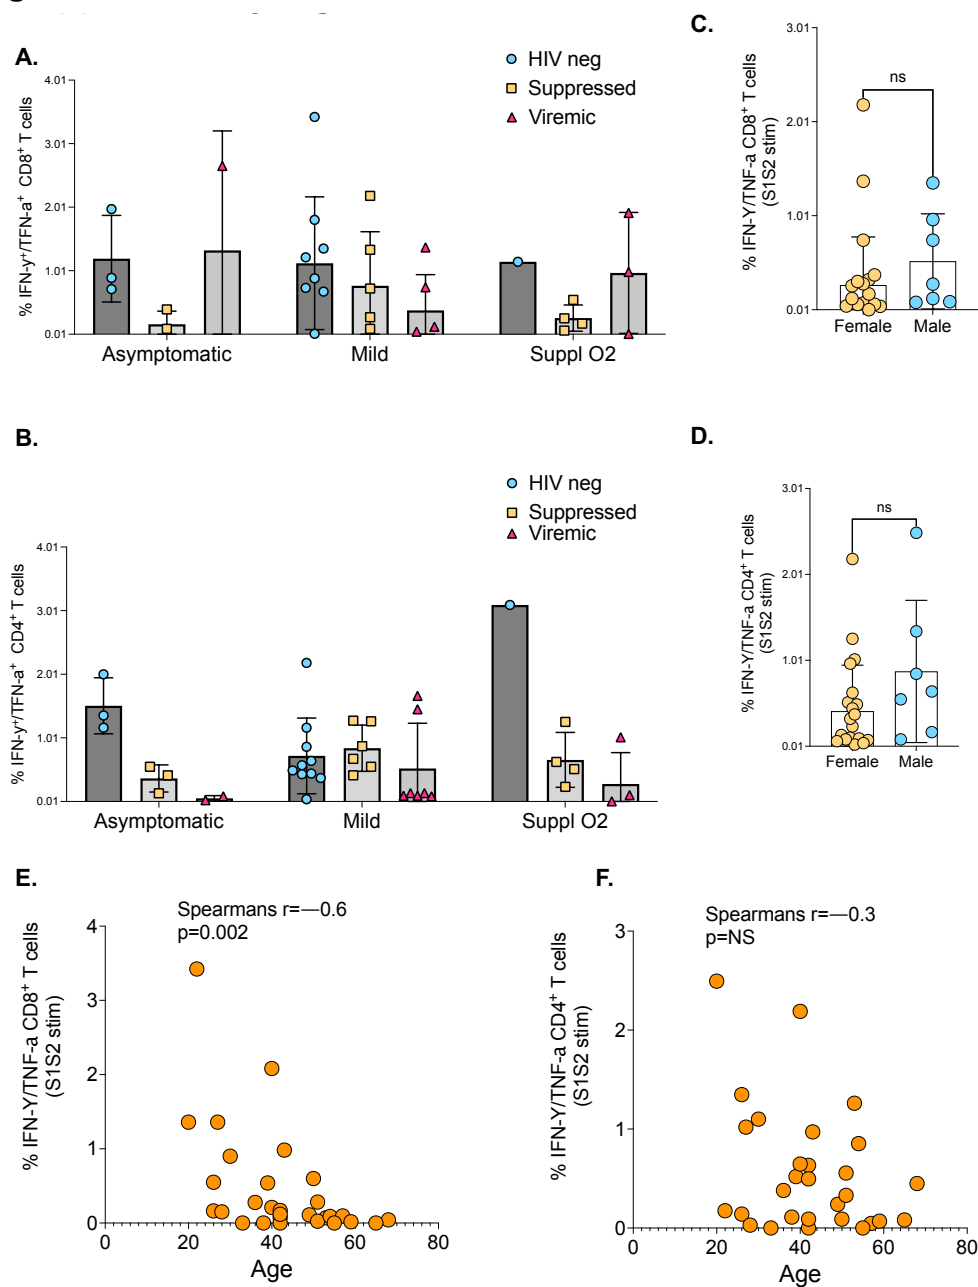 A.
HIV neg
Suppressed
Viremic
% IFN-y⁺/TFN-a⁺ CD8⁺ T cells
4.01
3.01
2.01
1.01
0.01
Asymptomatic Mild Suppl O2
C.
% IFN-Y/TNF-a CD8⁺ T cells
(S1S2 stim)
3.01
2.01
1.01
0.01
ns
Female Male
B.
HIV neg
Suppressed
Viremic
% IFN-y⁺/TFN-a⁺ CD4⁺ T cells
4.01
3.01
2.01
1.01
0.01
Asymptomatic Mild Suppl O2
D.
% IFN-Y/TNF-a CD4⁺ T cells
(S1S2 stim)
3.01
2.01
1.01
0.01
ns
Female Male
E.
Spearmans r=—0.6
p=0.002
% IFN-Y/TNF-a CD8⁺ T cells
(S1S2 stim)
4
3
2
1
0
0 20 40 60 80
Age
F.
Spearmans r=—0.3
p=NS
% IFN-Y/TNF-a CD4⁺ T cells
(S1S2 stim)
3
2
1
0
0 20 40 60 80
Age